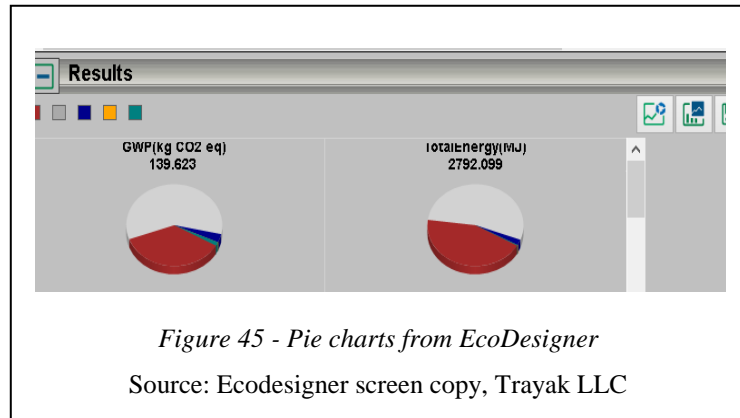 Results
GWP(kg CO2 eq)
139.623
TotalEnergy(MJ)
2792.099
Figure 45 - Pie charts from EcoDesigner
Source: Ecodesigner screen copy, Trayak LLC